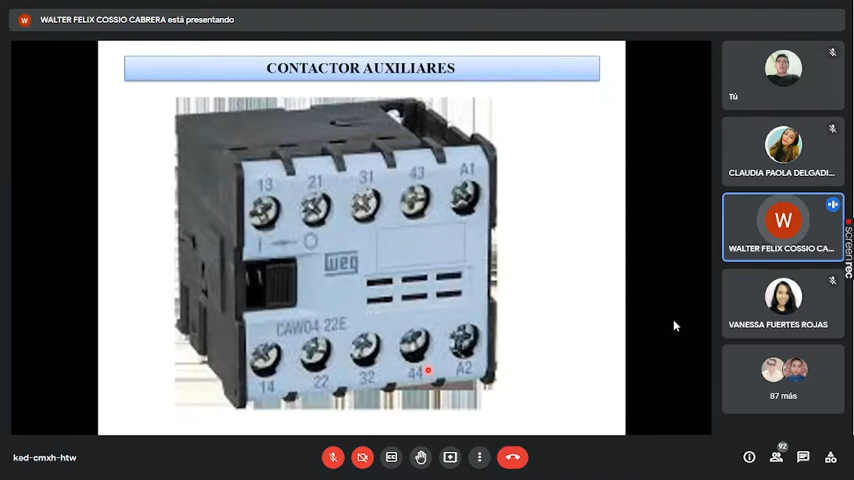 W WALTER FELIX COSSIO CABRERA está presentando
CONTACTOR AUXILIARES
13 21 31 43 A1
I O
weg
CAW04 22E
14 22 32 44 A2
Tú
CLAUDIA PAOLA DELGADI...
W
WALTER FELIX COSSIO CA...
VANESSA FUERTES ROJAS
87 más
screenrec
ked-cmxh-htw
CC
92